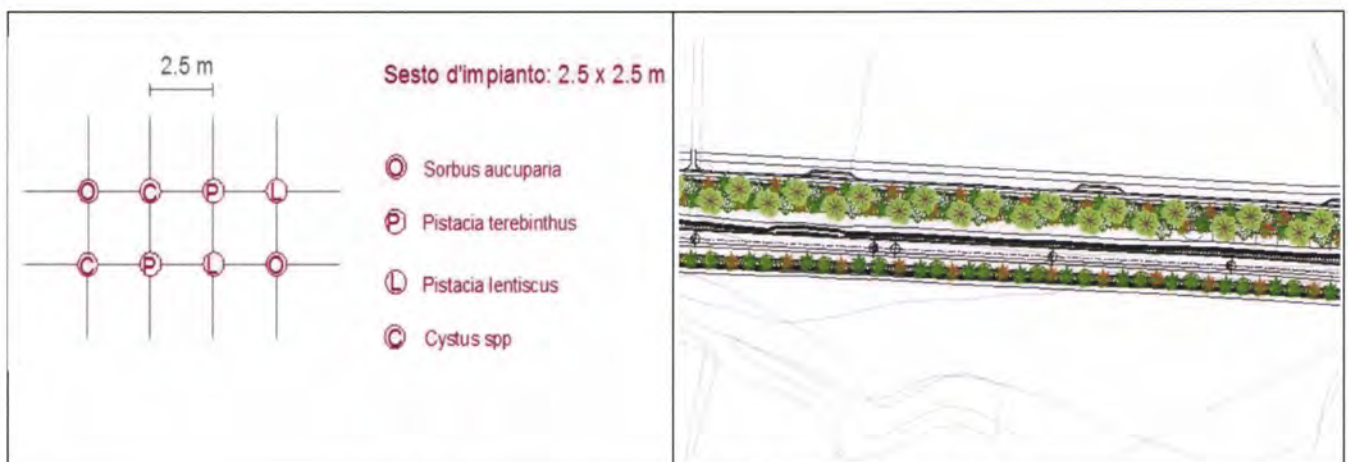 2.5 m
Sesto d'impianto: 2.5 x 2.5 m
O C P L
C P L O
O Sorbus aucuparia
P Pistacia terebinthus
L Pistacia lentiscus
C Cystus spp